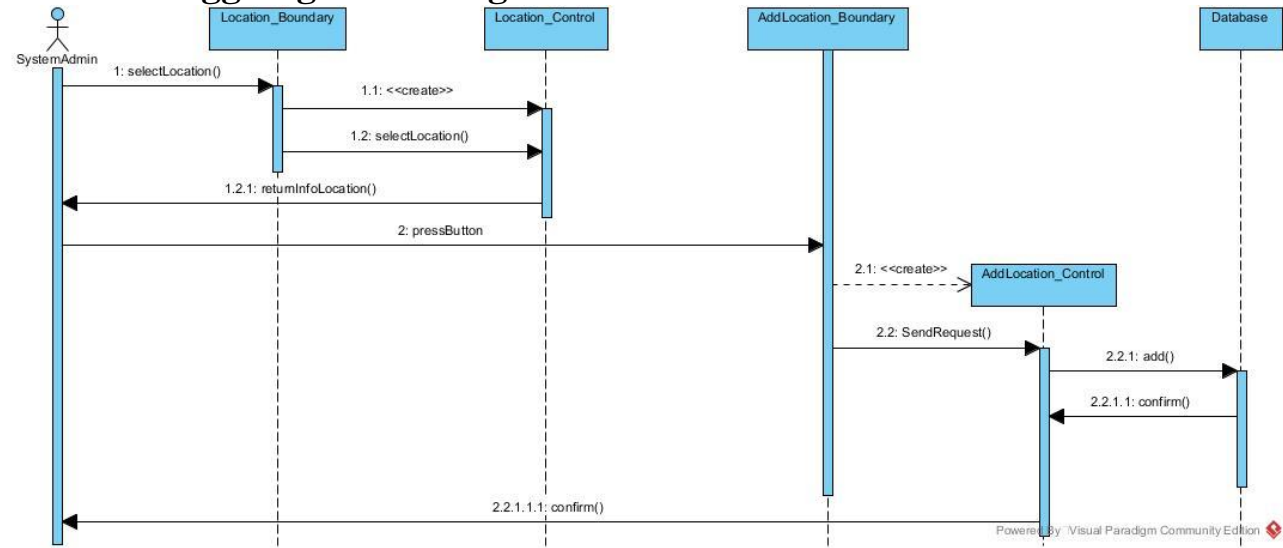 Location_Boundary
Location_Control
AddLocation_Boundary
Database
SystemAdmin
1: selectLocation()
1.1: <<create>>
1.2: selectLocation()
1.2.1: returnInfoLocation()
2: pressButton
2.1: <<create>>
AddLocation_Control
2.2: SendRequest()
2.2.1: add()
2.2.1.1: confirm()
2.2.1.1.1: confirm()
Powered By Visual Paradigm Community Edition